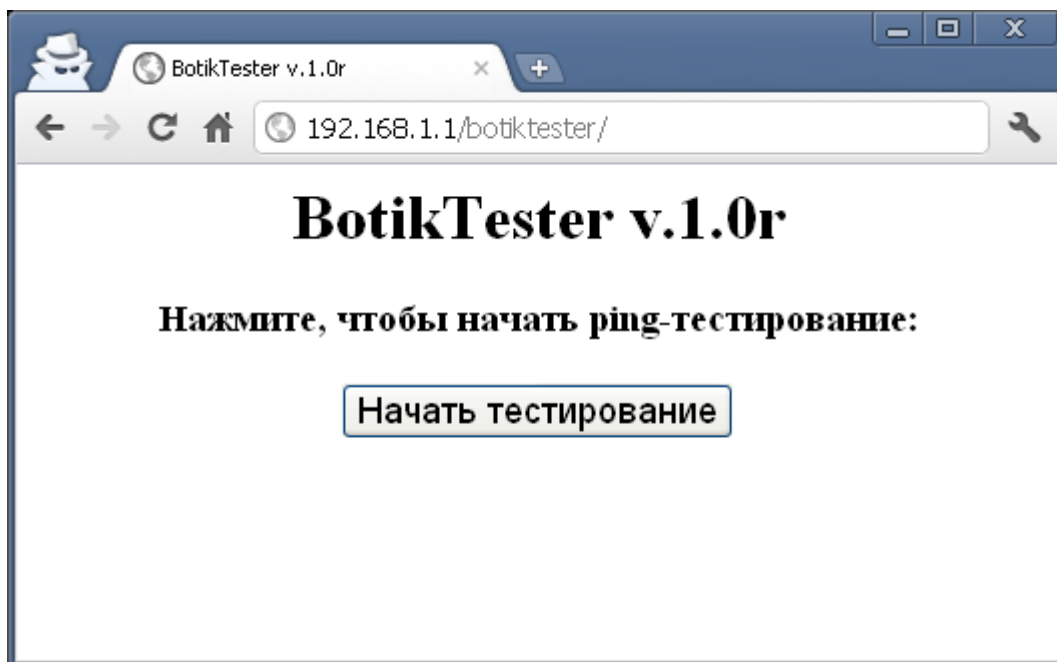 BotikTester v.1.0r
192.168.1.1/botiktester/
BotikTester v.1.0r
Нажмите, чтобы начать ping-тестирование:
Начать тестирование